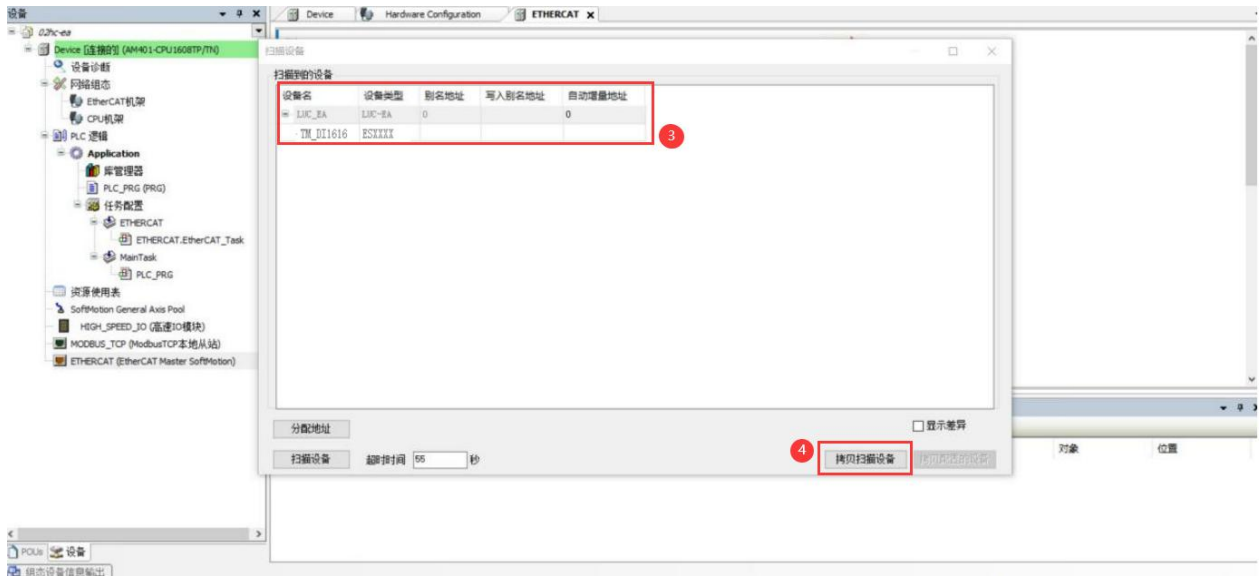 设备
Device
Hardware Configuration
ETHERCAT
02hc-ea
Device [连接的] (AM401-CPU1608TP/TN)
设备诊断
网络组态
EtherCAT机架
CPU机架
PLC 逻辑
Application
库管理器
PLC_PRG (PRG)
任务配置
ETHERCAT
ETHERCAT.EtherCAT_Task
MainTask
PLC_PRG
资源使用表
SoftMotion General Axis Pool
HIGH_SPEED_IO (高速IO模块)
MODBUS_TCP (ModbusTCP本地从站)
ETHERCAT (EtherCAT Master SoftMotion)
POUs 设备
组态设备信息输出
扫描设备
扫描到的设备
设备名 设备类型 别名地址 写入别名地址 自动增量地址
LUC_EA LUC-EA 0 0
TM_DI1616 ESXXXX
3
分配地址
显示差异
扫描设备 超时时间 55 秒
4
拷贝扫描设备
对象 位置